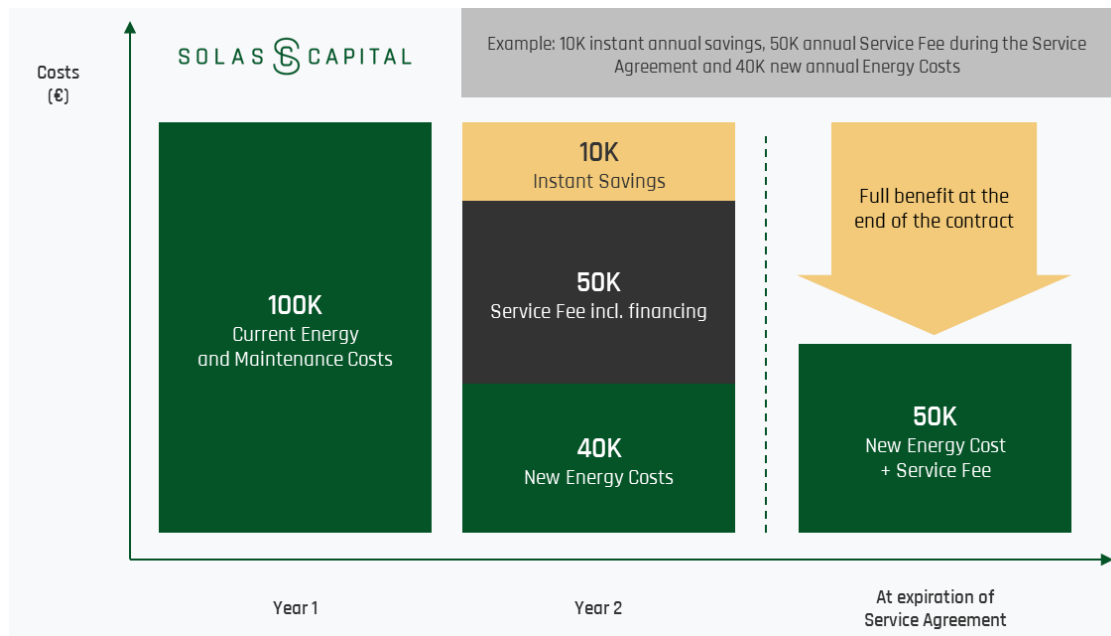 Costs
(€)
SOLAS CAPITAL
Example: 10K instant annual savings, 50K annual Service Fee during the Service
Agreement and 40K new annual Energy Costs
100K
Current Energy
and Maintenance Costs
10K
Instant Savings
50K
Service Fee incl. financing
40K
New Energy Costs
Full benefit at the
end of the contract
50K
New Energy Cost
+ Service Fee
Year 1
Year 2
At expiration of
Service Agreement